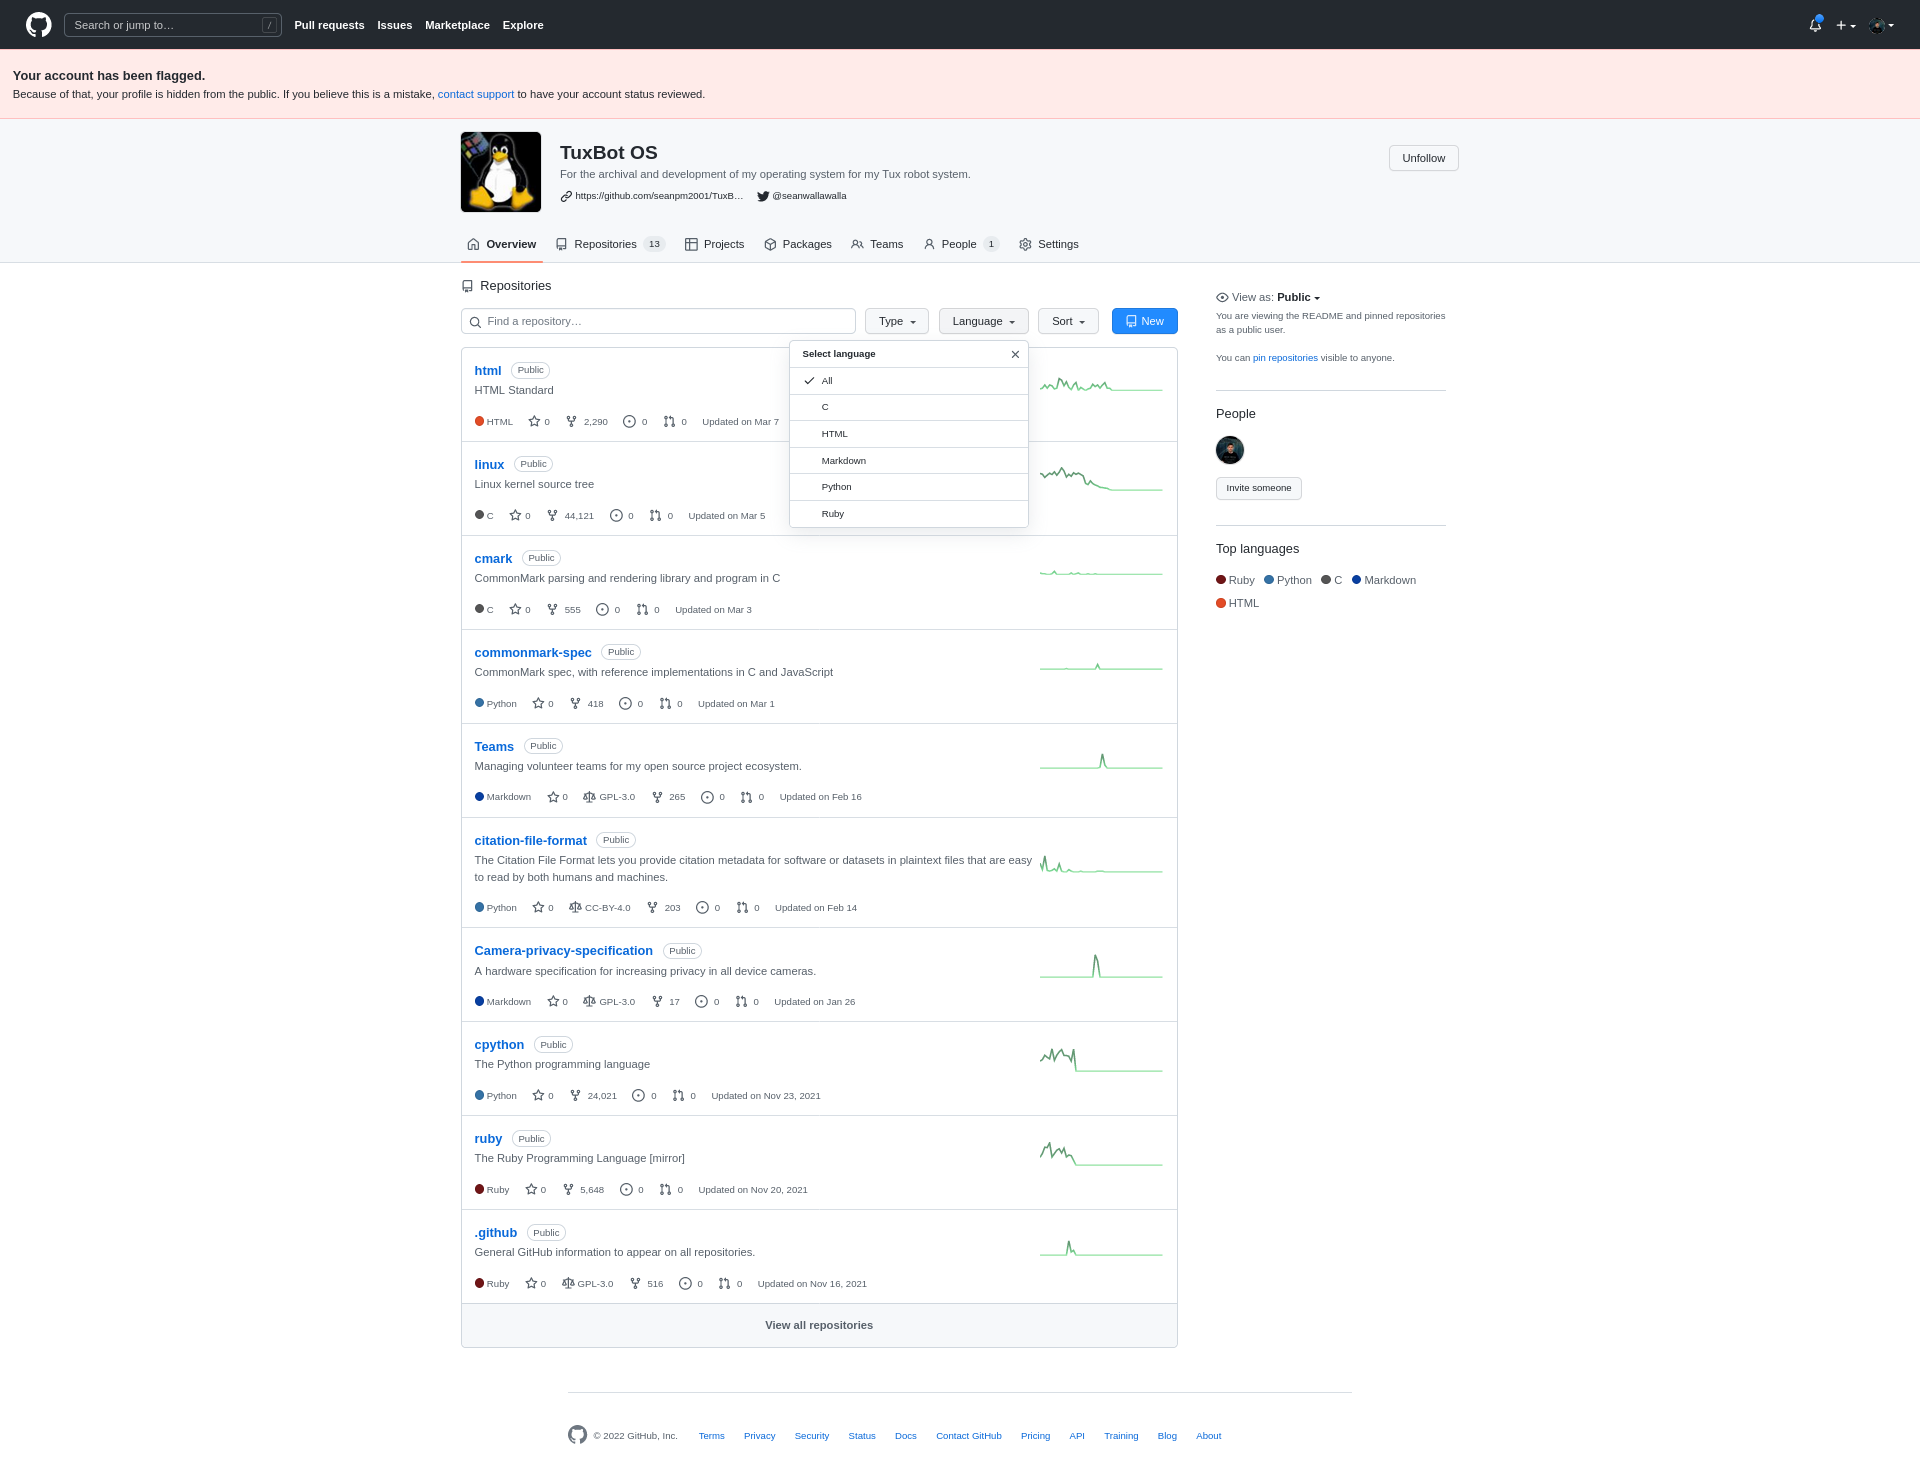 Search or jump to…
/
Pull requests
Issues
Marketplace
Explore
Your account has been flagged.
Because of that, your profile is hidden from the public. If you believe this is a mistake, contact support to have your account status reviewed.
TuxBot OS
For the archival and development of my operating system for my Tux robot system.
https://github.com/seanpm2001/TuxB…
@seanwallawalla
Unfollow
Overview
Repositories 13
Projects
Packages
Teams
People 1
Settings
Repositories
Find a repository…
Type
Language
Sort
New
Select language
All
C
HTML
Markdown
Python
Ruby
html Public
HTML Standard
HTML 0 2,290 0 0 Updated on Mar 7
linux Public
Linux kernel source tree
C 0 44,121 0 0 Updated on Mar 5
cmark Public
CommonMark parsing and rendering library and program in C
C 0 555 0 0 Updated on Mar 3
commonmark-spec Public
CommonMark spec, with reference implementations in C and JavaScript
Python 0 418 0 0 Updated on Mar 1
Teams Public
Managing volunteer teams for my open source project ecosystem.
Markdown 0 GPL-3.0 265 0 0 Updated on Feb 16
citation-file-format Public
The Citation File Format lets you provide citation metadata for software or datasets in plaintext files that are easy
to read by both humans and machines.
Python 0 CC-BY-4.0 203 0 0 Updated on Feb 14
Camera-privacy-specification Public
A hardware specification for increasing privacy in all device cameras.
Markdown 0 GPL-3.0 17 0 0 Updated on Jan 26
cpython Public
The Python programming language
Python 0 24,021 0 0 Updated on Nov 23, 2021
ruby Public
The Ruby Programming Language [mirror]
Ruby 0 5,648 0 0 Updated on Nov 20, 2021
.github Public
General GitHub information to appear on all repositories.
Ruby 0 GPL-3.0 516 0 0 Updated on Nov 16, 2021
View all repositories
View as: Public
You are viewing the README and pinned repositories
as a public user.
You can pin repositories visible to anyone.
People
Invite someone
Top languages
Ruby Python C Markdown
HTML
© 2022 GitHub, Inc.
Terms
Privacy
Security
Status
Docs
Contact GitHub
Pricing
API
Training
Blog
About